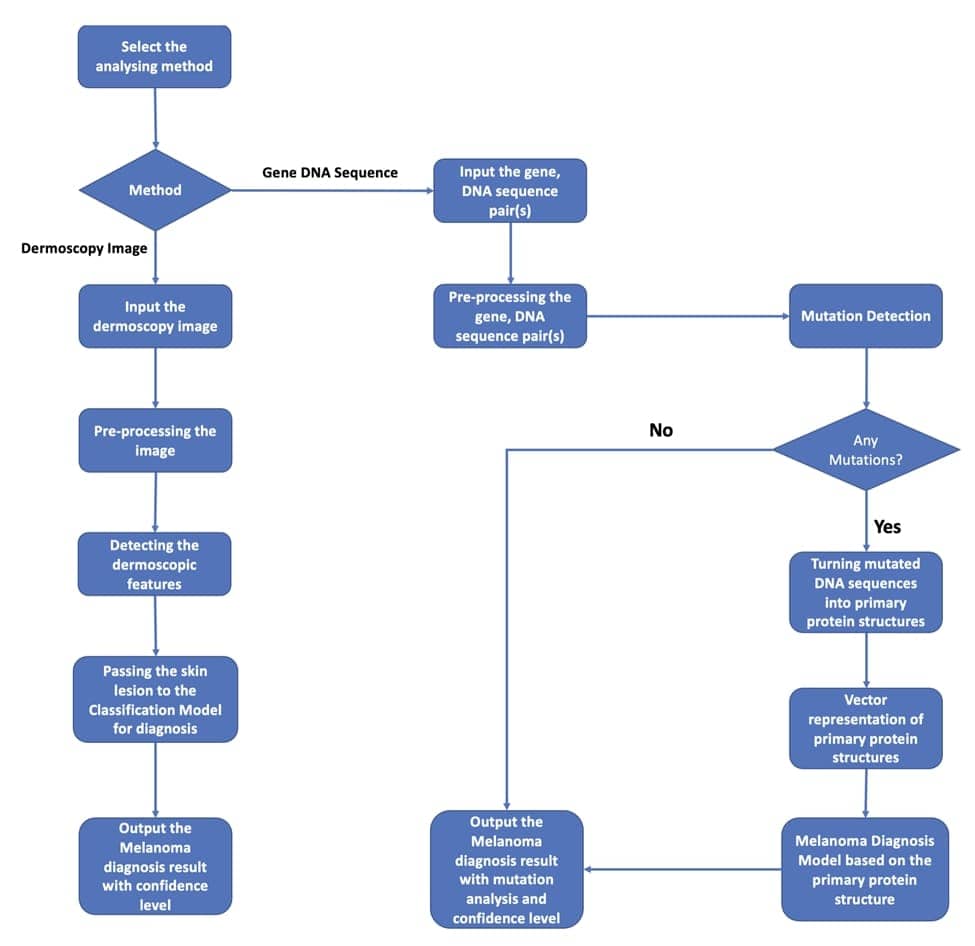 Select the
analysing method
Method
Gene DNA Sequence
Input the gene,
DNA sequence
pair(s)
Dermoscopy Image
Input the
dermoscopy image
Pre-processing the
gene, DNA
sequence pair(s)
Mutation Detection
Pre-processing the
image
No
Any
Mutations?
Yes
Detecting the
dermoscopic
features
Turning mutated
DNA sequences
into primary
protein structures
Passing the skin
lesion to the
Classification Model
for diagnosis
Vector
representation of
primary protein
structures
Output the
Melanoma
diagnosis result
with confidence
level
Output the
Melanoma
diagnosis result
with mutation
analysis and
confidence level
Melanoma Diagnosis
Model based on the
primary protein
structure